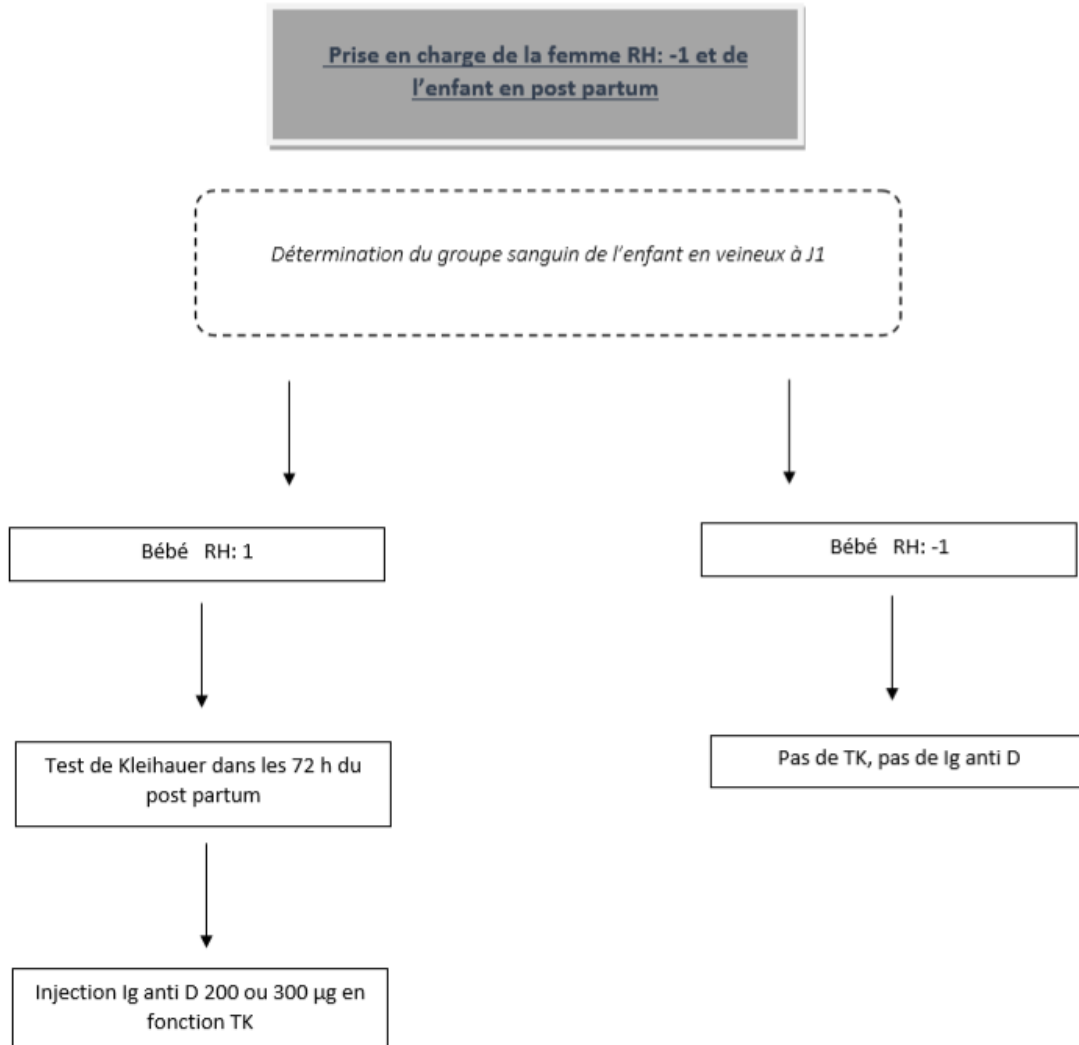 Prise en charge de la femme RH: -1 et de
l'enfant en post partum
Détermination du groupe sanguin de l'enfant en veineux à J1
Bébé RH: 1
Bébé RH: -1
Test de Kleihauer dans les 72 h du
post partum
Pas de TK, pas de Ig anti D
Injection Ig anti D 200 ou 300 µg en
fonction TK